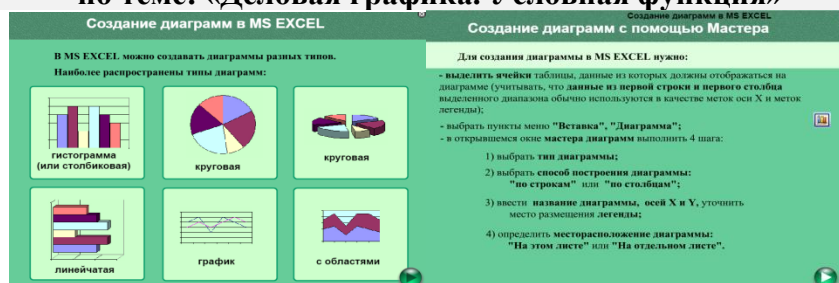 по теме: «Деловая графика. Условная функция»
Создание диаграмм в MS EXCEL
В MS EXCEL можно создавать диаграммы разных типов.
Наиболее распространены типы диаграмм:
гистограмма
(или столбиковая)
круговая
круговая
линейчатая
график
с областями
Создание диаграмм в MS EXCEL
Создание диаграмм с помощью Мастера
Для создания диаграммы в MS EXCEL нужно:
- выделить ячейки таблицы, данные из которых должны отображаться на
диаграмме (учитывать, что данные из первой строки и первого столбца
выделенного диапазона обычно используются в качестве меток оси X и меток
легенды);
- выбрать пункты меню "Вставка", "Диаграмма";
- в открывшемся окне мастера диаграмм выполнить 4 шага:
1) выбрать тип диаграммы;
2) выбрать способ построения диаграммы:
"по строкам" или "по столбцам";
3) ввести название диаграммы, осей X и Y, уточнить
место размещения легенды;
4) определить месторасположение диаграммы:
"На этом листе" или "На отдельном листе".